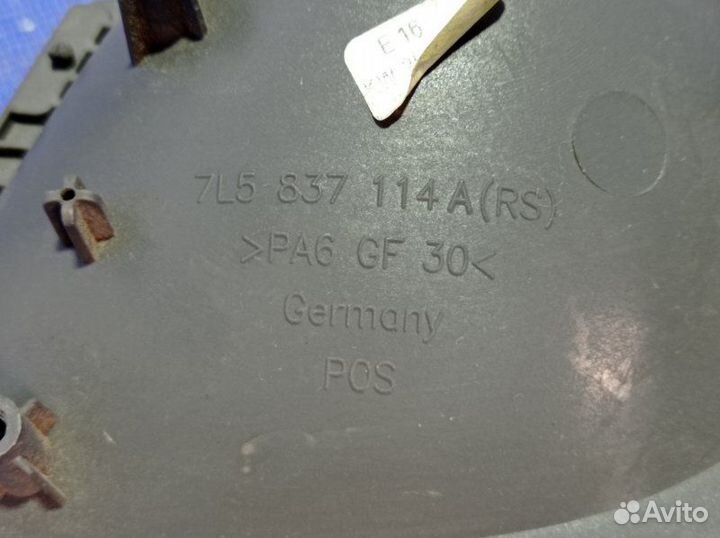 E 16
7L5 837 114 A(RS)
>PA6 GF 30<
Germany
POS
Avito